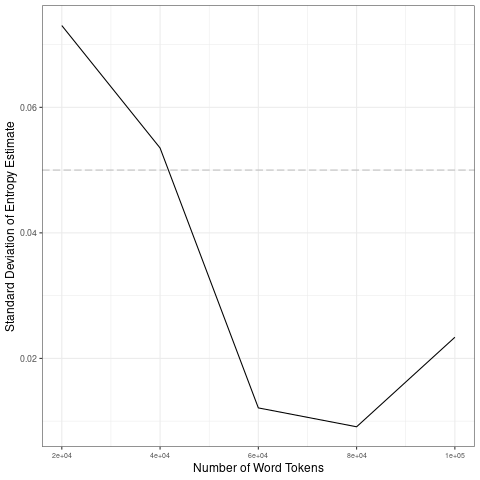 Standard Deviation of Entropy Estimate
0.06
0.04
0.02
2e+04 4e+04 6e+04 8e+04 1e+05
Number of Word Tokens